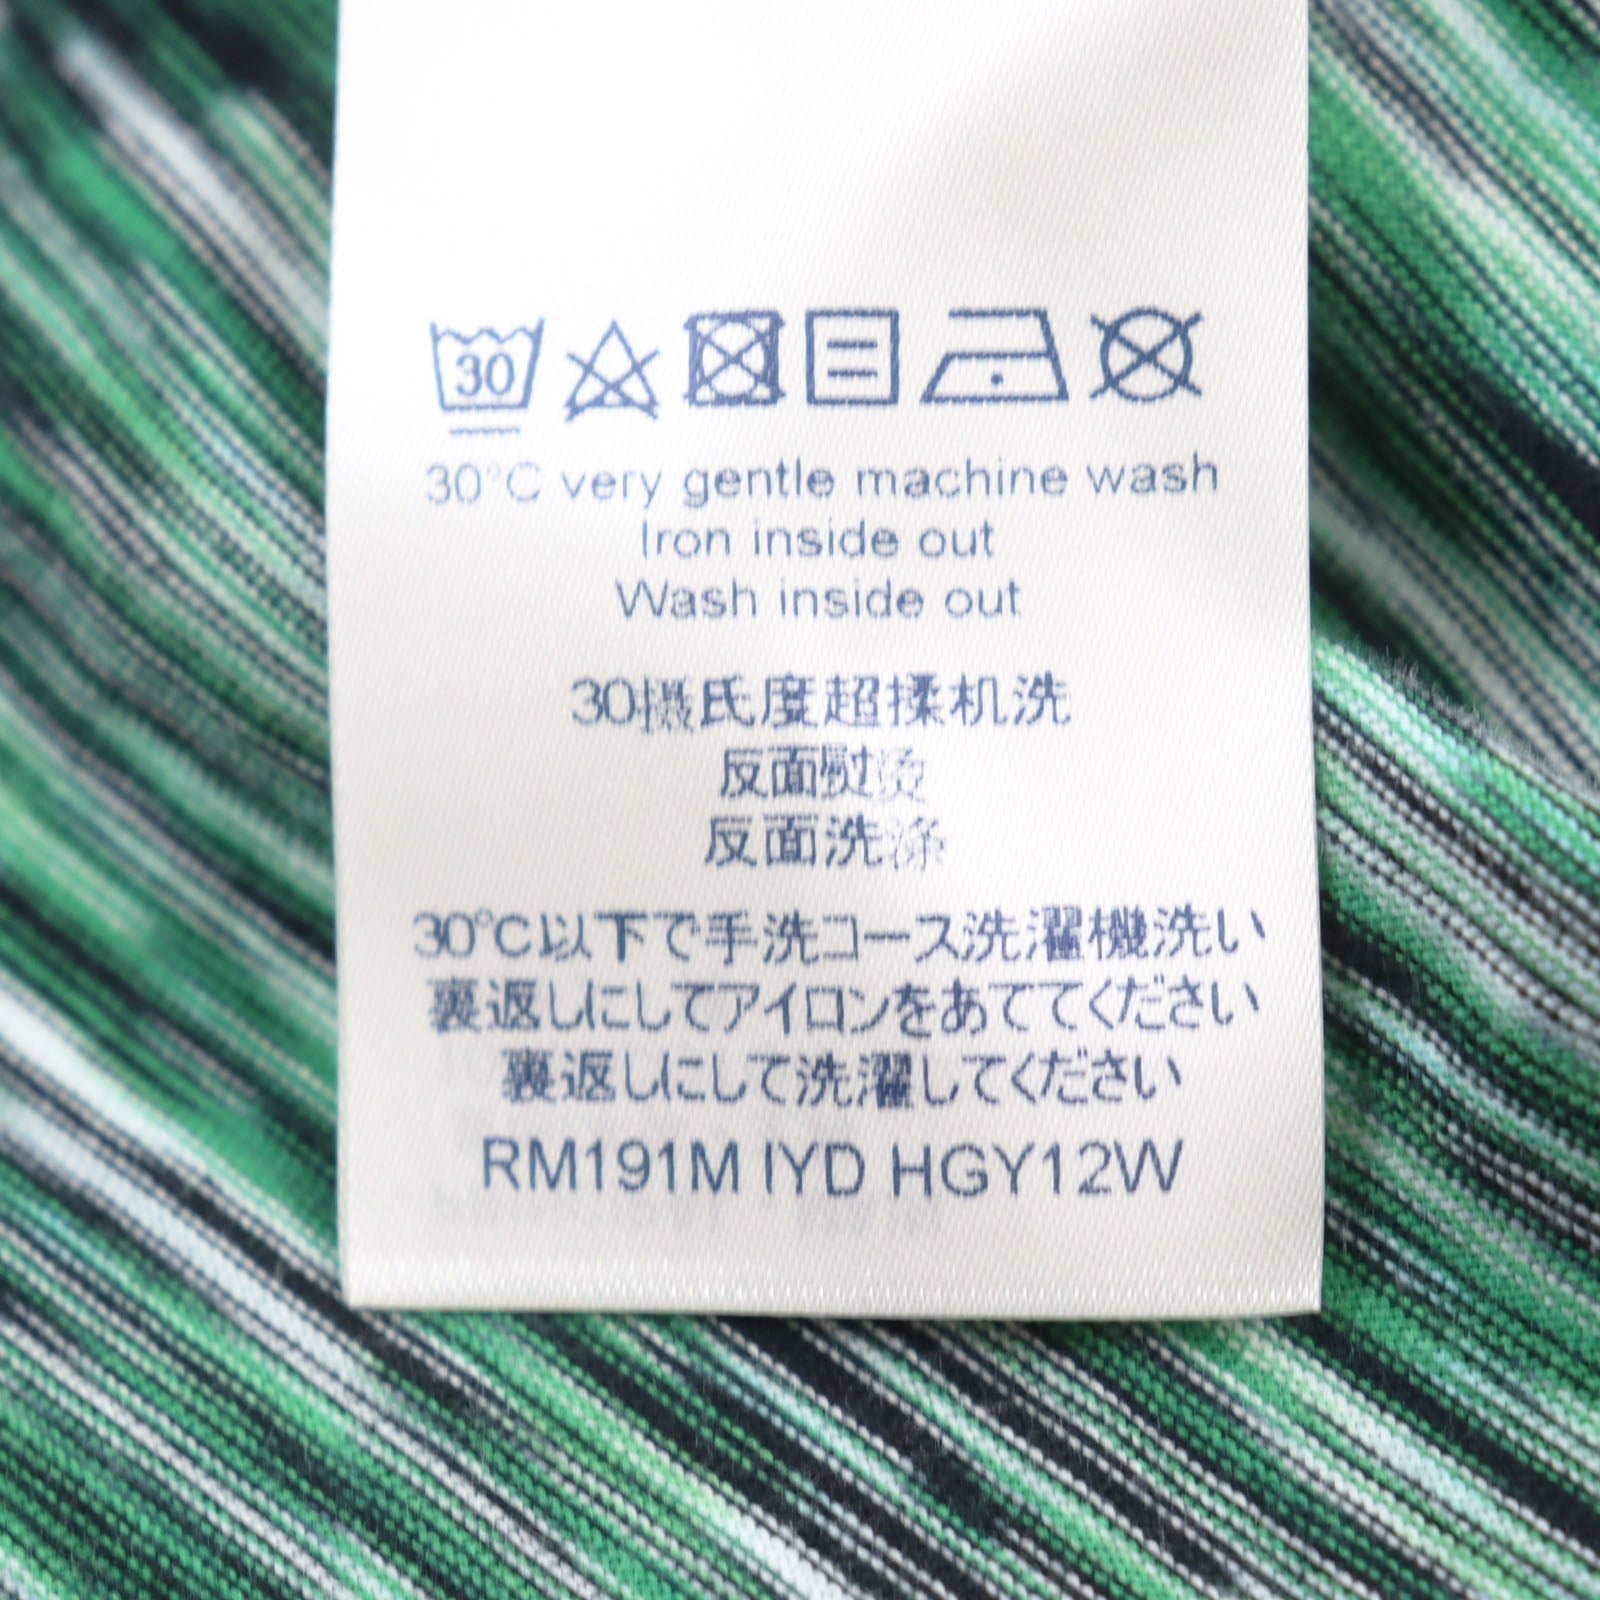 30
30°C very gentle machine wash
Iron inside out
Wash inside out
30摄氏度超揉机洗
反面熨烫
反面洗涤
30℃以下で手洗コース洗濯機洗い
裏返しにしてアイロンをあててください
裏返しにして洗濯してください
RM191M IYD HGY12W